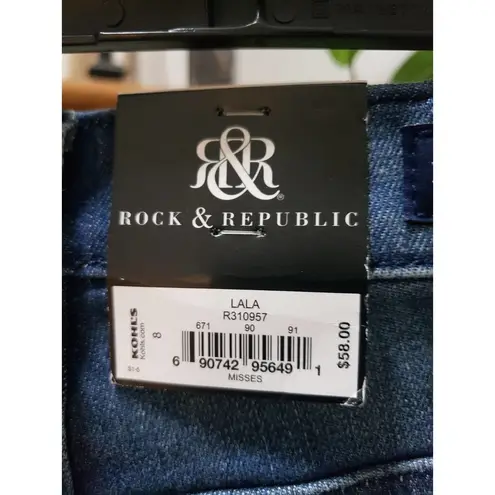 R&R®
ROCK & REPUBLIC
LALA
R310957
671 90 91
6 90742 95649 1
MISSES
8
KOHL'S
Kohls.com
$58.00